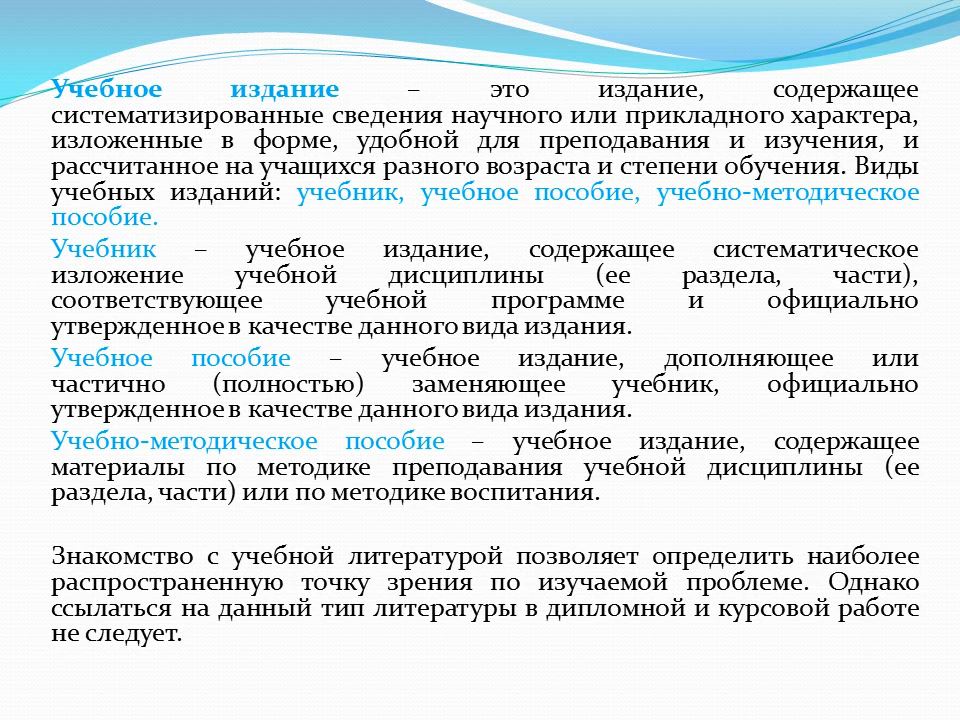 Учебное издание – это издание, содержащее
систематизированные сведения научного или прикладного характера,
изложенные в форме, удобной для преподавания и изучения, и
рассчитанное на учащихся разного возраста и степени обучения. Виды
учебных изданий: учебник, учебное пособие, учебно-методическое
пособие.
Учебник – учебное издание, содержащее систематическое
изложение учебной дисциплины (ее раздела, части),
соответствующее учебной программе и официально
утвержденное в качестве данного вида издания.
Учебное пособие – учебное издание, дополняющее или
частично (полностью) заменяющее учебник, официально
утвержденное в качестве данного вида издания.
Учебно-методическое пособие – учебное издание, содержащее
материалы по методике преподавания учебной дисциплины (ее
раздела, части) или по методике воспитания.
Знакомство с учебной литературой позволяет определить наиболее
распространенную точку зрения по изучаемой проблеме. Однако
ссылаться на данный тип литературы в дипломной и курсовой работе
не следует.